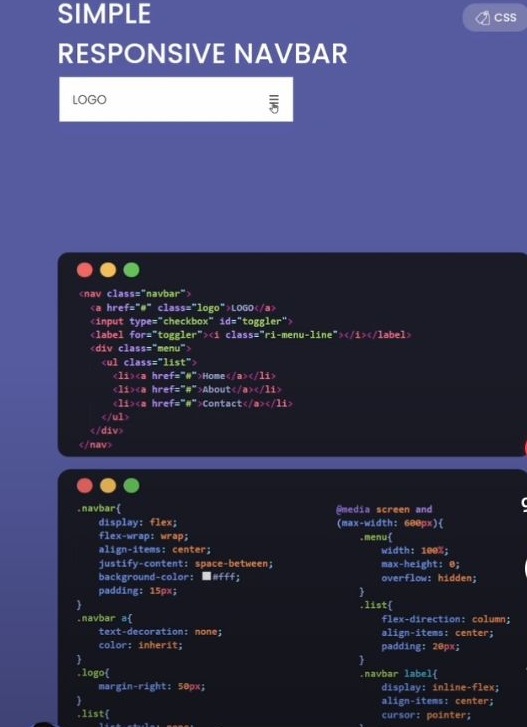 SIMPLE
RESPONSIVE NAVBAR
CSS
LOGO
<nav class="navbar">
<a href="#" class="logo">LOGO</a>
<input type="checkbox" id="toggler">
<label for="toggler"><i class="ri-menu-line"></i></label>
<div class="menu">
<ul class="list">
<li><a href="#">Home</a></li>
<li><a href="#">About</a></li>
<li><a href="#">Contact</a></li>
</ul>
</div>
</nav>
.navbar{
display: flex;
flex-wrap: wrap;
align-items: center;
justify-content: space-between;
background-color: #fff;
padding: 15px;
}
.navbar a{
text-decoration: none;
color: inherit;
}
.logo{
margin-right: 50px;
}
.list{
@media screen and
(max-width: 600px){
.menu{
width: 100%;
max-height: 0;
overflow: hidden;
}
.list{
flex-direction: column;
align-items: center;
padding: 20px;
}
.navbar label{
display: inline-flex;
align-items: center;
cursor: pointer;